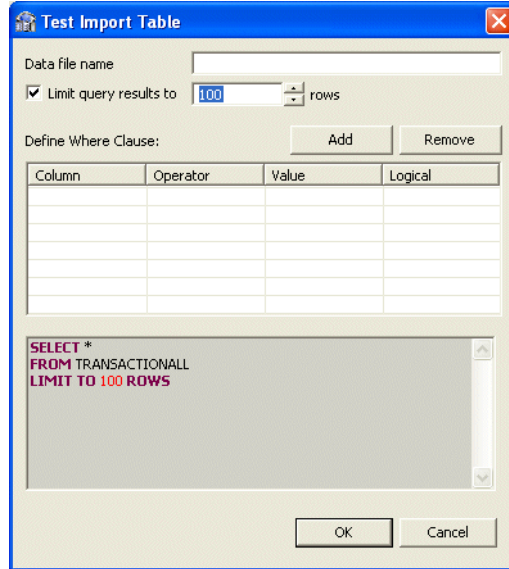 Test Import Table
Data file name
Limit query results to 100 rows
Define Where Clause: Add Remove
Column Operator Value Logical
SELECT *
FROM TRANSACTIONALL
LIMIT TO 100 ROWS
OK Cancel